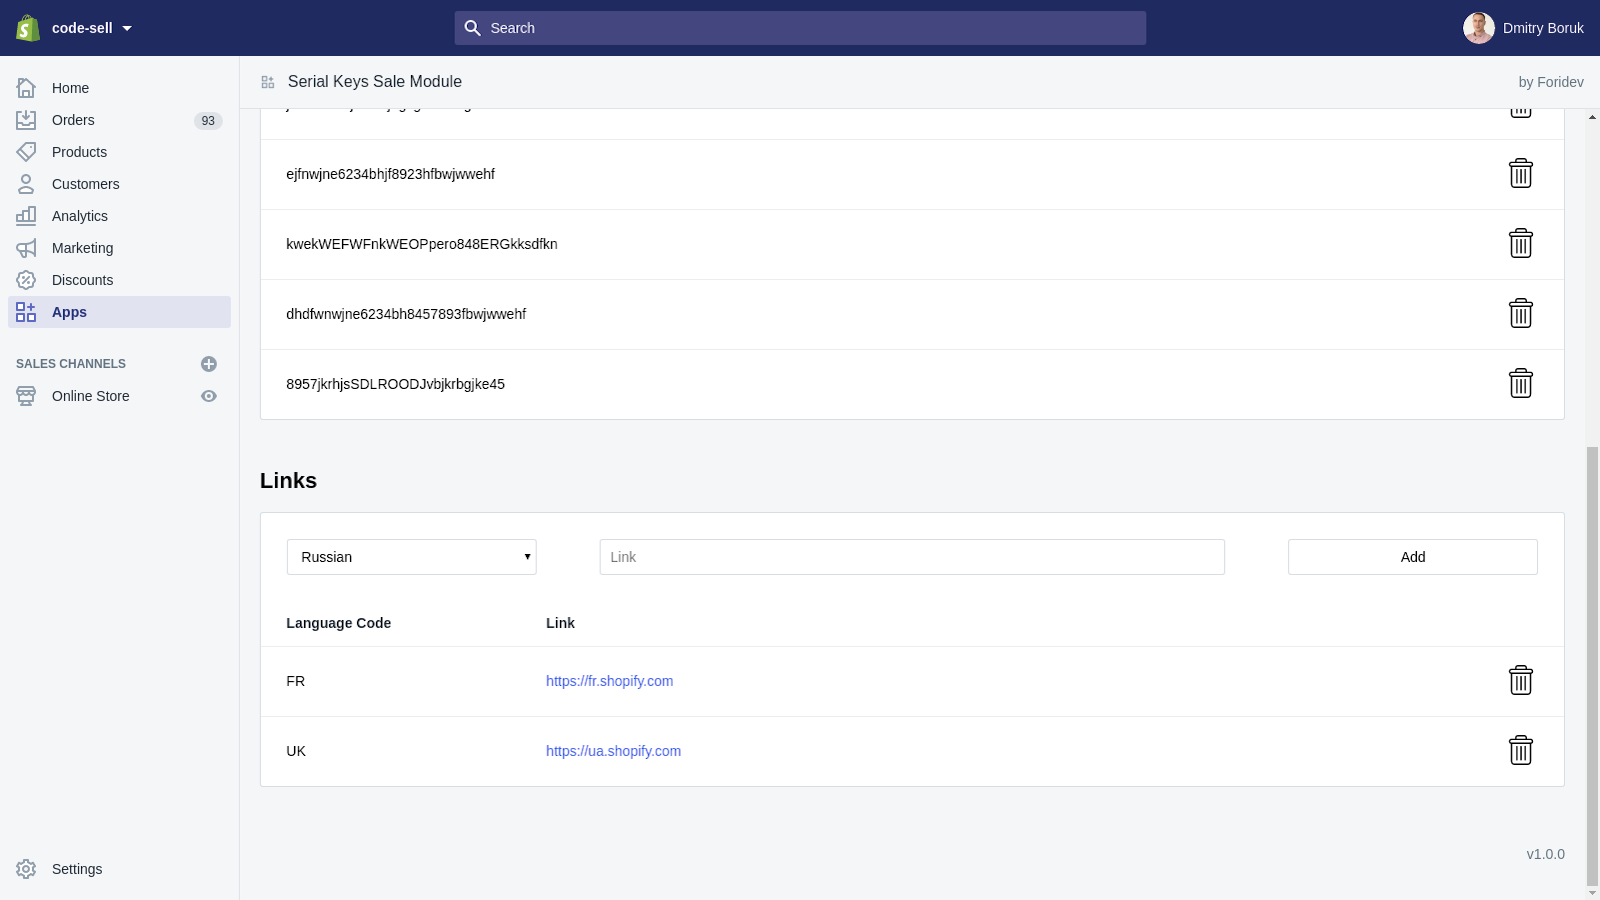 code-sell
Search
Dmitry Boruk
Home
Orders 93
Products
Customers
Analytics
Marketing
Discounts
Apps
SALES CHANNELS
Online Store
Settings
Serial Keys Sale Module
by Foridev
ejfnwjne6234bhjf8923hfbwjwwehf
kwekWEFWFnkWEOPpero848ERGkksdfkn
dhdfwnwjne6234bh8457893fbwjwwehf
8957jkrhjsSDLROODJvbjkrbgjke45
Links
Russian
Link
Add
Language Code Link
FR https://fr.shopify.com
UK https://ua.shopify.com
v1.0.0